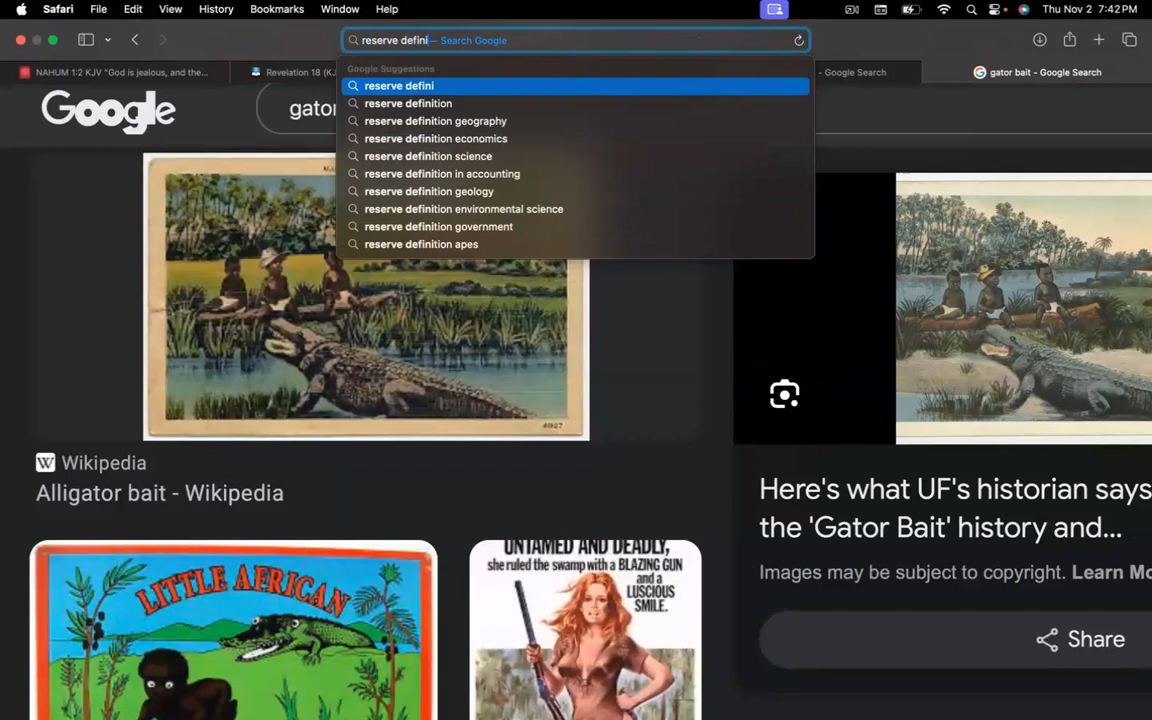 Safari File Edit View History Bookmarks Window Help Thu Nov 2 7:42 PM
reserve defini — Search Google
NAHUM 1:2 KJV "God is jealous, and the... Revelation 18 (KJ - Google Search gator bait - Google Search
Google Suggestions
reserve defini
reserve definition
reserve definition geography
reserve definition economics
reserve definition science
reserve definition in accounting
reserve definition geology
reserve definition environmental science
reserve definition government
reserve definition apes
Google gator
4927
W Wikipedia
Alligator bait - Wikipedia
Here's what UF's historian says
the 'Gator Bait' history and...
Images may be subject to copyright. Learn Mo
Share
LITTLE AFRICAN
UNTAMED AND DEADLY,
she ruled the swamp with a BLAZING GUN
and a
LUSCIOUS
SMILE.